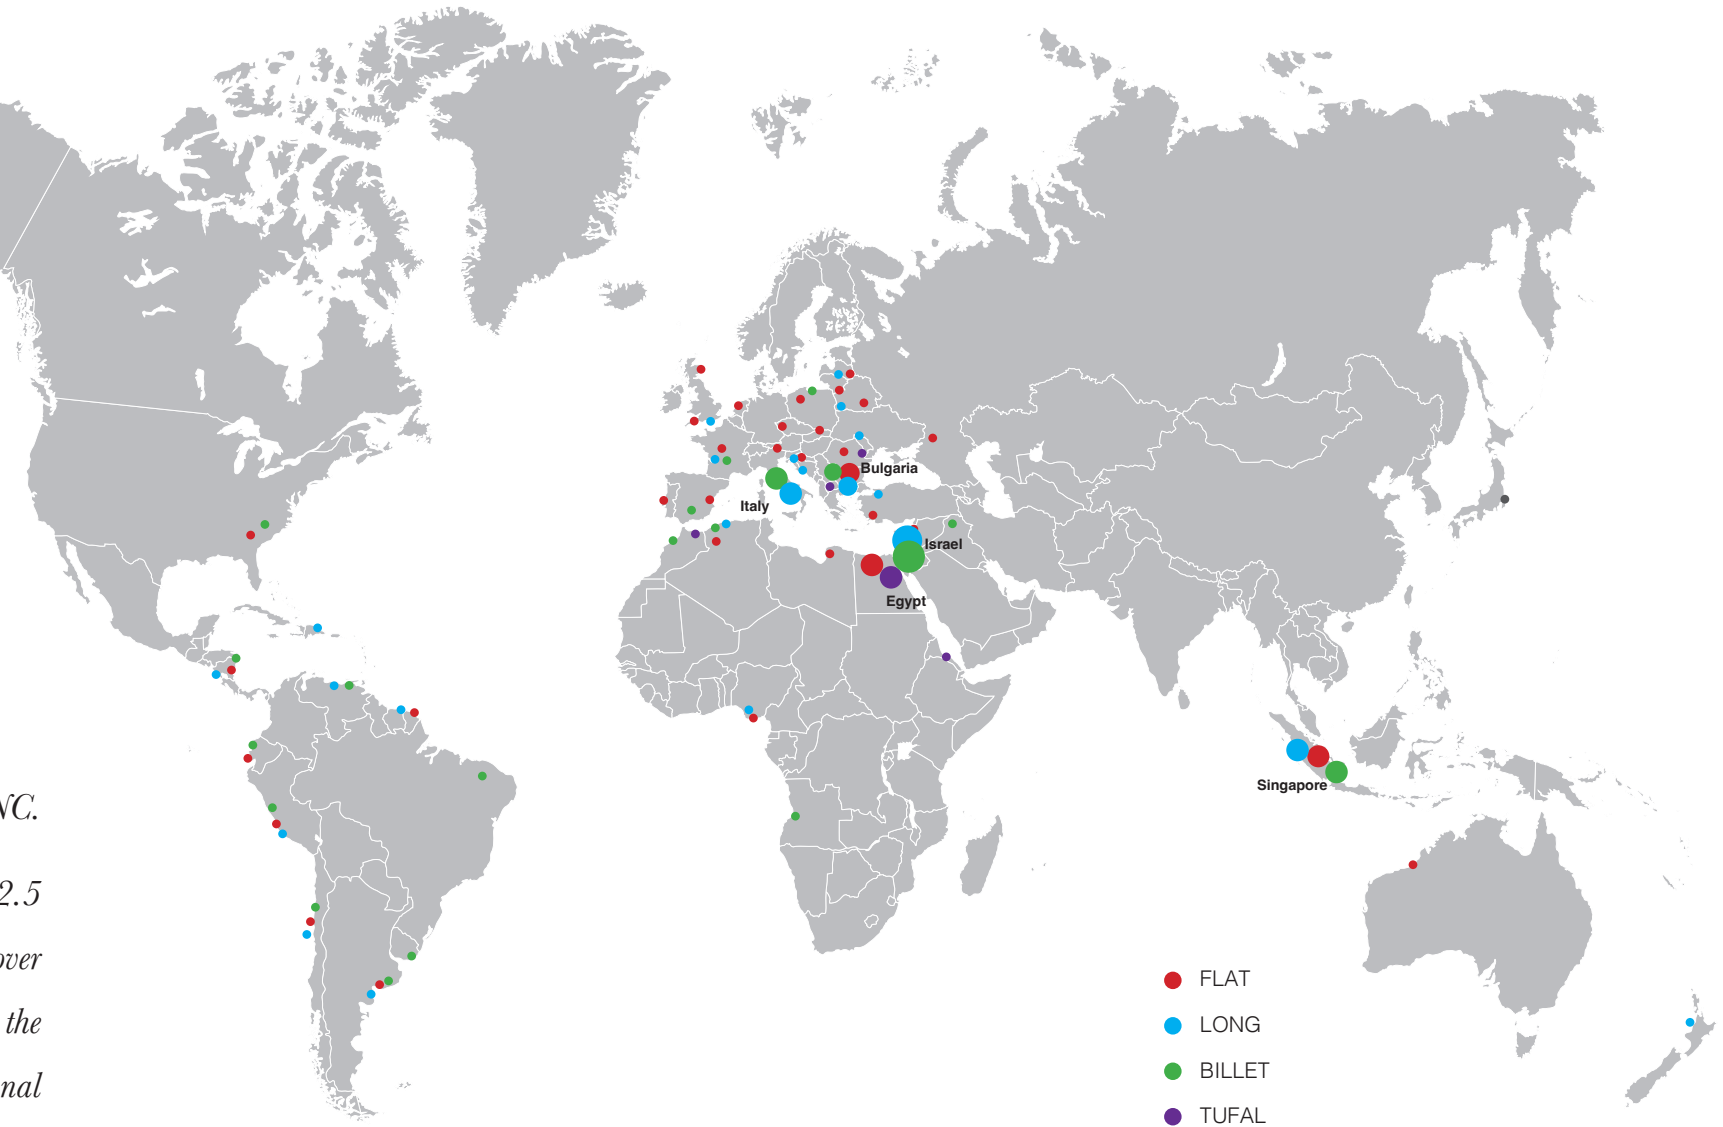 NC.
2.5
over
the
nal
Bulgaria
Italy
Israel
Egypt
Singapore
FLAT
LONG
BILLET
TUFAL